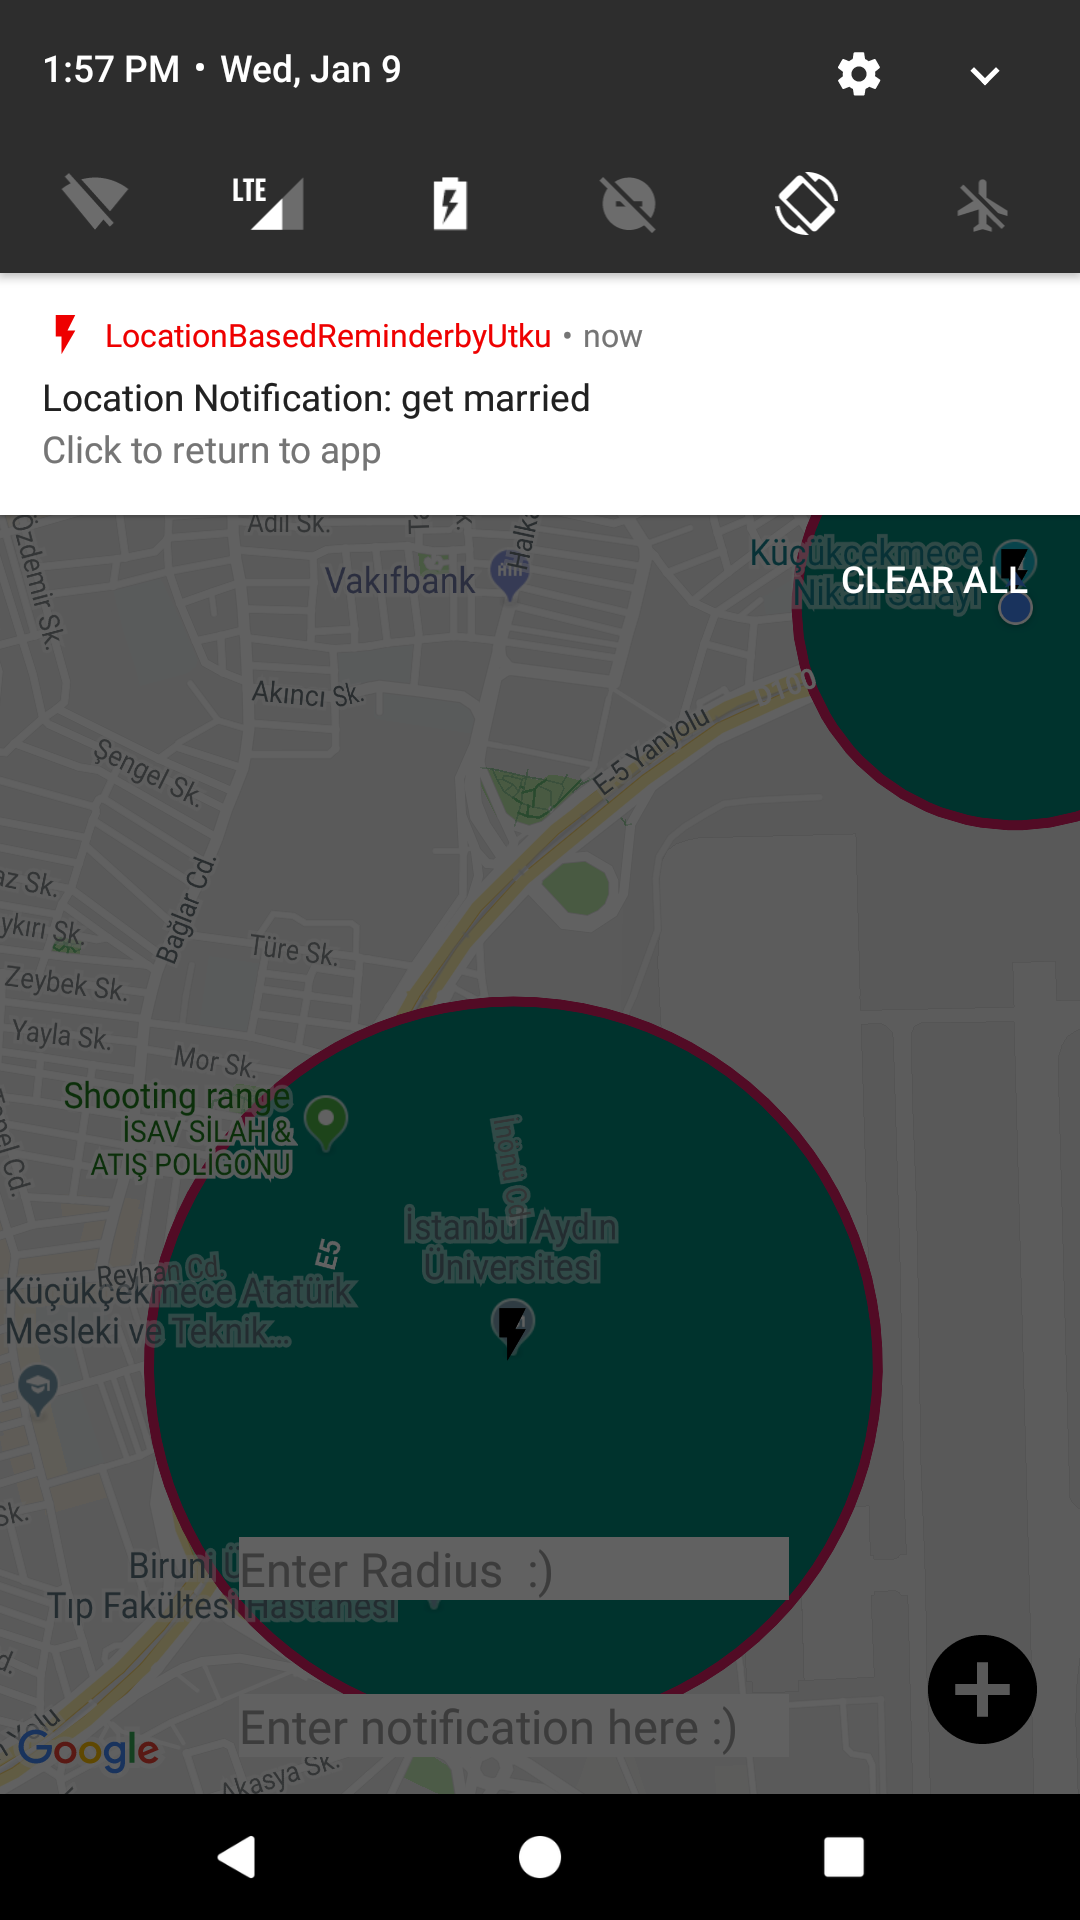 1:57 PM • Wed, Jan 9
LTE
LocationBasedReminderbyUtku • now
Location Notification: get married
Click to return to app
Özdemir Sk.
Adil Sk.
Halka
Vakıfbank
Küçükçekmece
Nikah Sarayı
CLEAR ALL
Akıncı Sk.
D100
E-5 Yanyolu
Şengel Sk.
Bağlar Cd.
az Sk.
ykırı Sk.
Türe Sk.
Zeybek Sk.
Yayla Sk.
Mor Sk.
Shooting range
İSAV SİLAH &
ATIŞ POLİGONU
İnönü Cd.
İstanbul Aydın
Üniversitesi
E5
Reyhan Cd.
Küçükçekmece Atatürk
Mesleki ve Teknik...
Sk.
Biruni Ü
Enter Radius :)
Tıp Fakültesi Hastanesi
Enter notification here :)
Google
Akasya Sk.